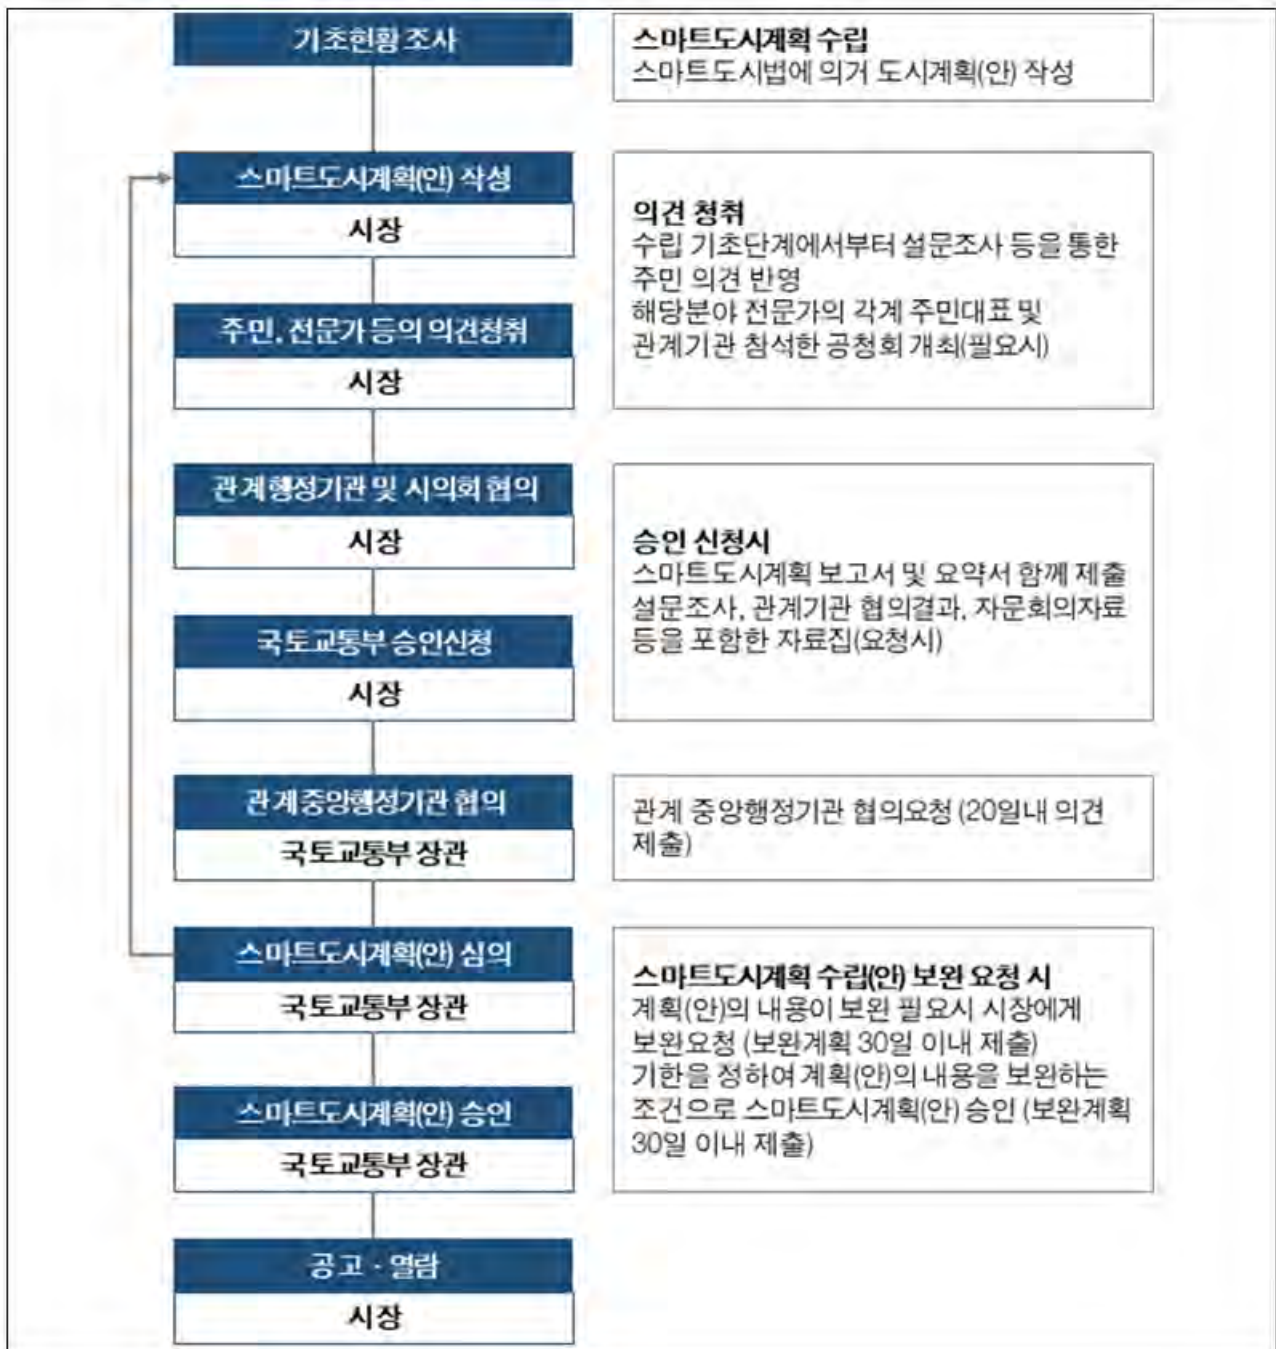 기초현황 조사
스마트도시계획 수립
스마트도시법에 의거 도시계획(안) 작성
스마트도시계획(안) 작성
시장
주민, 전문가 등의 의견청취
시장
의견 청취
수립 기초단계에서부터 설문조사 등을 통한
주민 의견 반영
해당분야 전문가의 각계 주민대표 및
관계기관 참석한 공청회 개최(필요시)
관계행정기관 및 시의회 협의
시장
국토교통부 승인신청
시장
승인 신청시
스마트도시계획 보고서 및 요약서 함께 제출
설문조사, 관계기관 협의결과, 자문회의자료
등을 포함한 자료집(요청시)
관계중앙행정기관 협의
국토교통부 장관
관계 중앙행정기관 협의요청 (20일내 의견
제출)
스마트도시계획(안) 심의
국토교통부 장관
스마트도시계획(안) 승인
국토교통부 장관
스마트도시계획 수립(안) 보완 요청 시
계획(안)의 내용이 보완 필요시 시장에게
보완요청 (보완계획 30일 이내 제출)
기한을 정하여 계획(안)의 내용을 보완하는
조건으로 스마트도시계획(안) 승인 (보완계획
30일 이내 제출)
공고 · 열람
시장